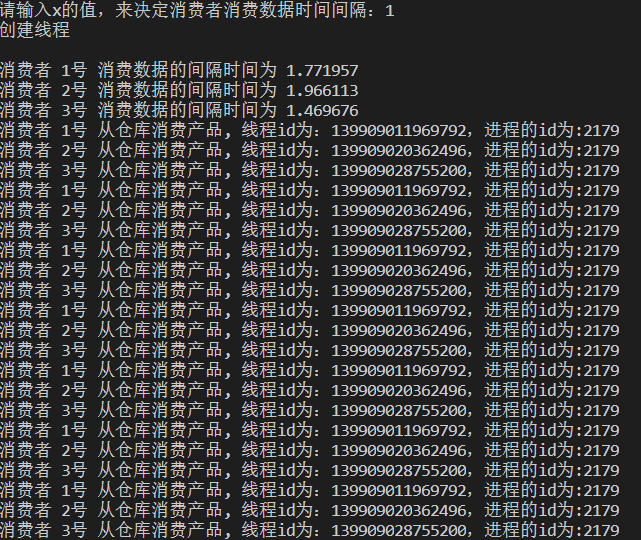 请输入x的值，来决定消费者消费数据时间间隔：1
创建线程
消费者 1号 消费数据的间隔时间为 1.771957
消费者 2号 消费数据的间隔时间为 1.966113
消费者 3号 消费数据的间隔时间为 1.469676
消费者 1号 从仓库消费产品, 线程id为：139909011969792，进程的id为:2179
消费者 2号 从仓库消费产品, 线程id为：139909020362496，进程的id为:2179
消费者 3号 从仓库消费产品, 线程id为：139909028755200，进程的id为:2179
消费者 1号 从仓库消费产品, 线程id为：139909011969792，进程的id为:2179
消费者 2号 从仓库消费产品, 线程id为：139909020362496，进程的id为:2179
消费者 3号 从仓库消费产品, 线程id为：139909028755200，进程的id为:2179
消费者 1号 从仓库消费产品, 线程id为：139909011969792，进程的id为:2179
消费者 2号 从仓库消费产品, 线程id为：139909020362496，进程的id为:2179
消费者 3号 从仓库消费产品, 线程id为：139909028755200，进程的id为:2179
消费者 1号 从仓库消费产品, 线程id为：139909011969792，进程的id为:2179
消费者 2号 从仓库消费产品, 线程id为：139909020362496，进程的id为:2179
消费者 3号 从仓库消费产品, 线程id为：139909028755200，进程的id为:2179
消费者 1号 从仓库消费产品, 线程id为：139909011969792，进程的id为:2179
消费者 2号 从仓库消费产品, 线程id为：139909020362496，进程的id为:2179
消费者 3号 从仓库消费产品, 线程id为：139909028755200，进程的id为:2179
消费者 1号 从仓库消费产品, 线程id为：139909011969792，进程的id为:2179
消费者 2号 从仓库消费产品, 线程id为：139909020362496，进程的id为:2179
消费者 3号 从仓库消费产品, 线程id为：139909028755200，进程的id为:2179
消费者 1号 从仓库消费产品, 线程id为：139909011969792，进程的id为:2179
消费者 2号 从仓库消费产品, 线程id为：139909020362496，进程的id为:2179
消费者 3号 从仓库消费产品, 线程id为：139909028755200，进程的id为:2179